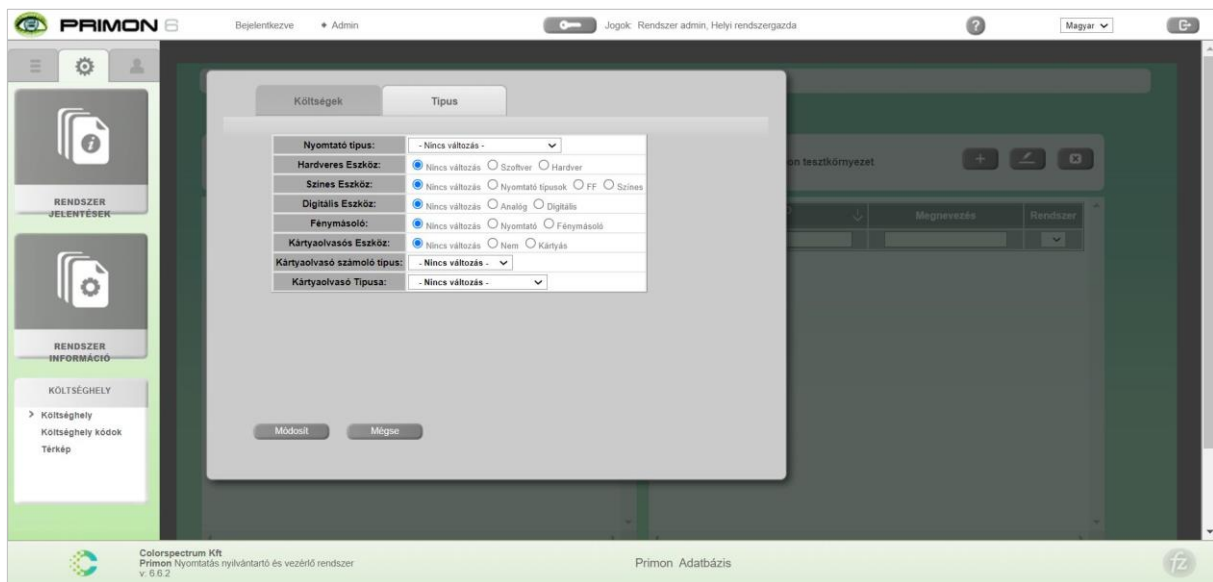 PRIMON 6
Bejelentkezve • Admin
Jogok: Rendszer admin, Helyi rendszergazda
?
Magyar
Költségek
Típus
Nyomtató típus: - Nincs változás -
Hardveres Eszköz: Nincs változás Szoftver Hardver
Színes Eszköz: Nincs változás Nyomtató típusok FF Színes
Digitális Eszköz: Nincs változás Analóg Digitális
Fénymásoló: Nincs változás Nyomtató Fénymásoló
Kártyaolvasós Eszköz: Nincs változás Nem Kártyás
Kártyaolvasó számoló típus: - Nincs változás -
Kártyaolvasó Típusa: - Nincs változás -
Módosít
Mégse
on tesztkörnyezet
Megnevezés
Rendszer
RENDSZER
JELENTÉSEK
RENDSZER
INFORMÁCIÓ
KÖLTSÉGHELY
> Költséghely
Költséghely kódok
Térkép
Colorspectrum Kft
Primon Nyomtatás nyilvántartó és vezérlő rendszer
v: 6.6.2
Primon Adatbázis
fz